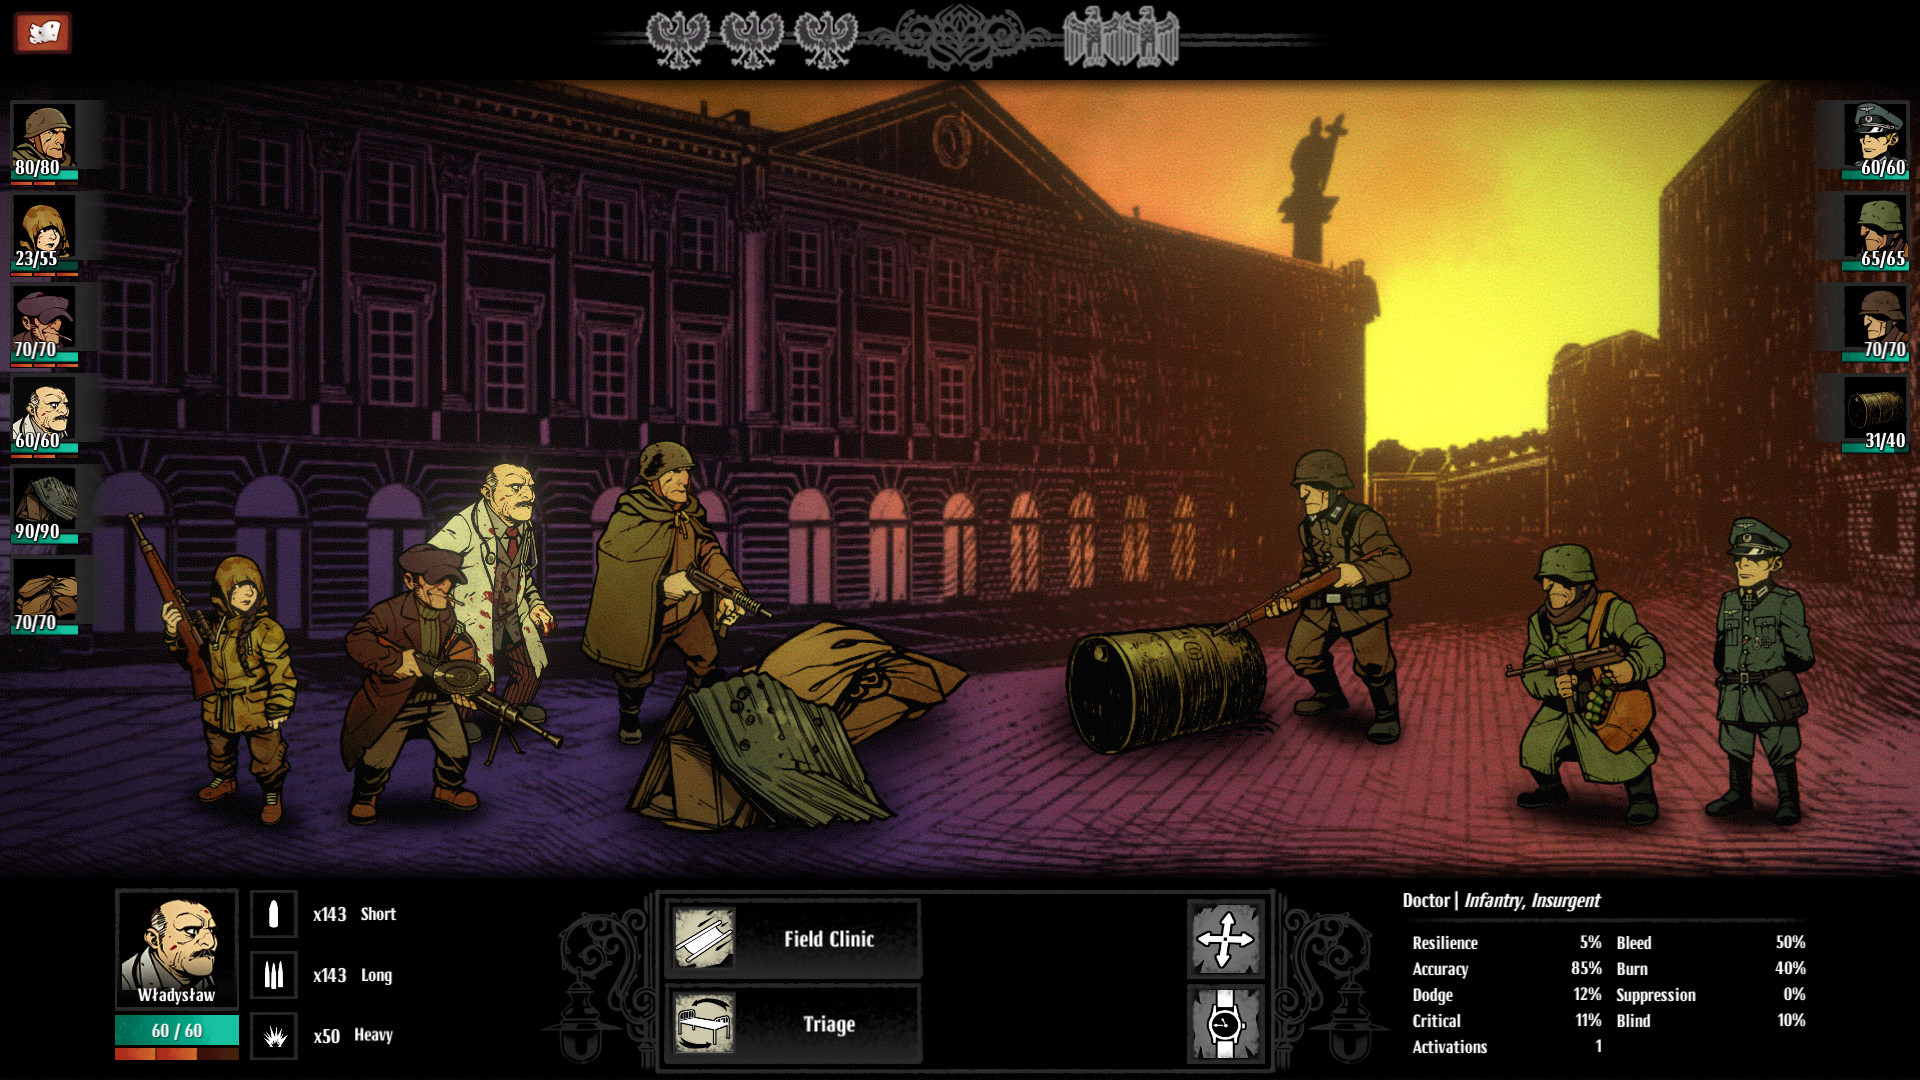 80/80
23/55
70/70
60/60
90/90
70/70
60/60
65/65
70/70
31/40
Władysław
60 / 60
x143 Short
x143 Long
x50 Heavy
Field Clinic
Triage
Doctor | Infantry, Insurgent
Resilience 5% Bleed 50%
Accuracy 85% Burn 40%
Dodge 12% Suppression 0%
Critical 11% Blind 10%
Activations 1